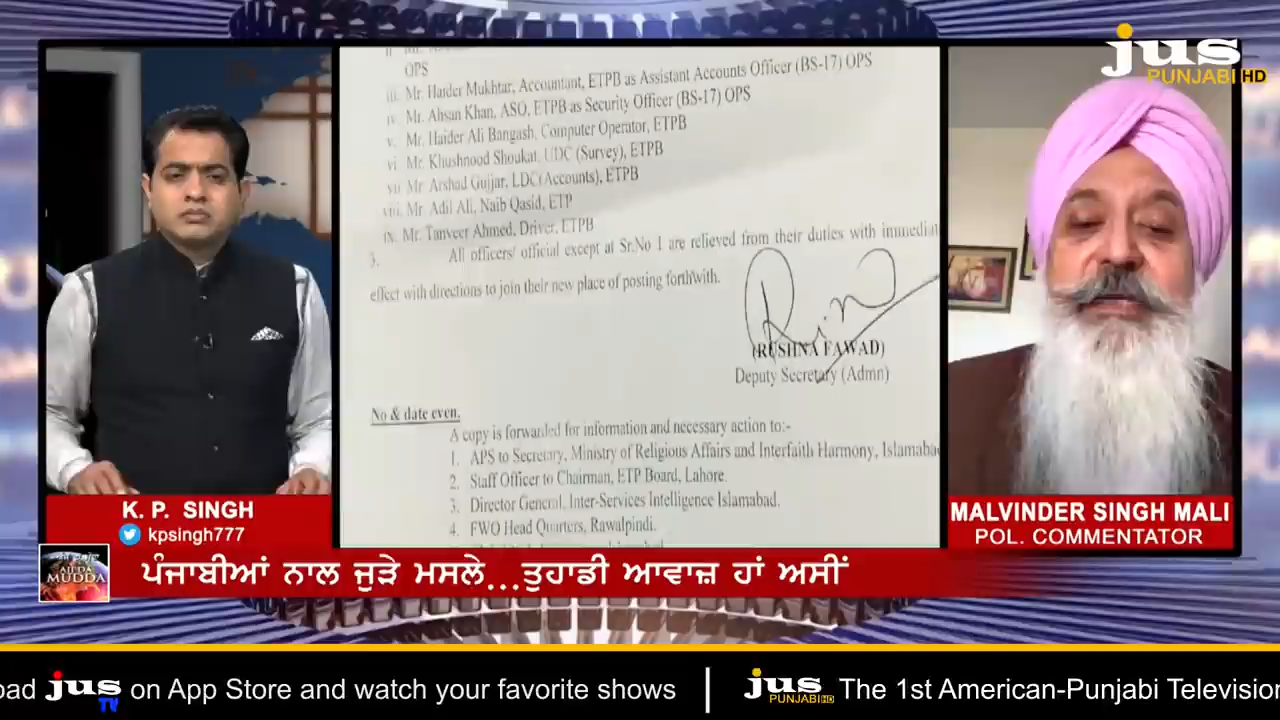 jus
PUNJABI HD
OPS
iii. Mr. Haider Mukhtar, Accountant, ETPB as Assistant Accounts Officer (BS-17) OPS
iv. Mr. Ahsan Khan, ASO, ETPB as Security Officer (BS-17) OPS
v. Mr. Haider Ali Bangash, Computer Operator, ETPB
vi Mr. Khushnood Shoukat, UDC (Survey), ETPB
vii Mr. Arshad Gujjar, LDC(Accounts), ETPB
viii. Mr. Adil Ali, Naib Qasid, ETP
ix. Mr. Tanveer Ahmed, Driver, ETPB
3. All officers/ official except at Sr.No 1 are relieved from their duties with immediat
effect with directions to join their new place of posting forthwith.
(RUSHNA FAWAD)
Deputy Secretary (Admn)
No & date even.
A copy is forwarded for information and necessary action to:-
1. APS to Secretary, Ministry of Religious Affairs and Interfaith Harmony, Islamabad
2. Staff Officer to Chairman, ETP Board, Lahore.
3. Director General, Inter-Services Intelligence Islamabad.
4. FWO Head Quarters, Rawalpindi.
K. P. SINGH
kpsingh777
MALVINDER SINGH MALI
POL. COMMENTATOR
MUDDA
ਪੰਜਾਬੀਆਂ ਨਾਲ ਜੁੜੇ ਮਸਲੇ...ਤੁਹਾਡੀ ਆਵਾਜ਼ ਹਾਂ ਅਸੀਂ
oad jus TV on App Store and watch your favorite shows | jus PUNJABI HD The 1st American-Punjabi Television